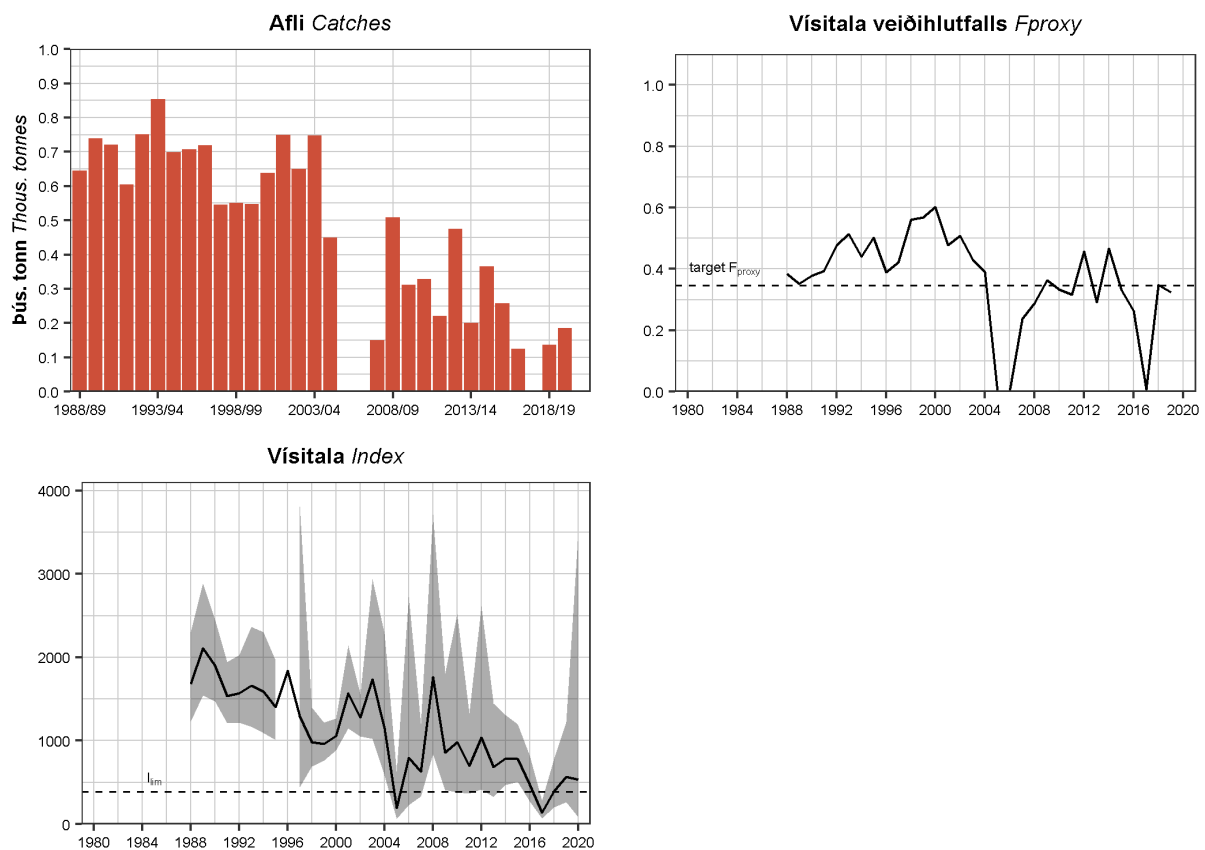 Afli Catches
Þús. tonn Thous. tonnes
1.0
0.9
0.8
0.7
0.6
0.5
0.4
0.3
0.2
0.1
0.0
1988/89 1993/94 1998/99 2003/04 2008/09 2013/14 2018/19
Vísitala veiðihlutfalls Fproxy
1.0
0.8
0.6
0.4
0.2
0.0
target Fproxy
1980 1984 1988 1992 1996 2000 2004 2008 2012 2016 2020
Vísitala Index
4000
3000
2000
1000
0
Ilim
1980 1984 1988 1992 1996 2000 2004 2008 2012 2016 2020